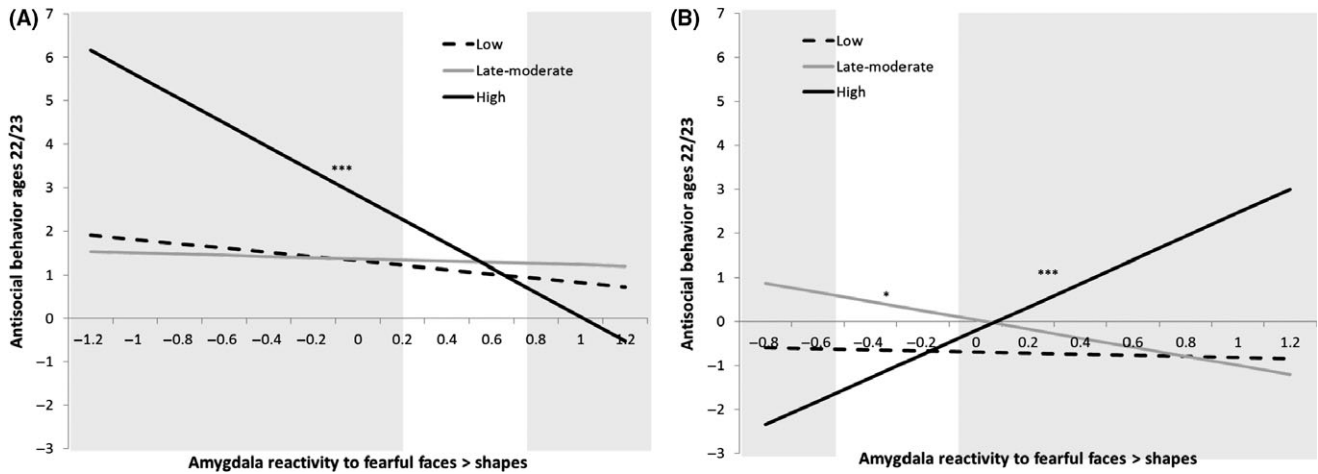 (A)
7
6
5
4
3
2
1
0
–1
–2
–3
Antisocial behavior ages 22/23
Low
Late-moderate
High
***
–1.2 –1 –0.8 –0.6 –0.4 –0.2 0 0.2 0.4 0.6 0.8 1 1.2
Amygdala reactivity to fearful faces > shapes
(B)
7
6
5
4
3
2
1
0
–1
–2
–3
Antisocial behavior ages 22/23
Low
Late-moderate
High
***
*
–0.8 –0.6 –0.4 –0.2 0 0.2 0.4 0.6 0.8 1 1.2
Amygdala reactivity to fearful faces > shapes